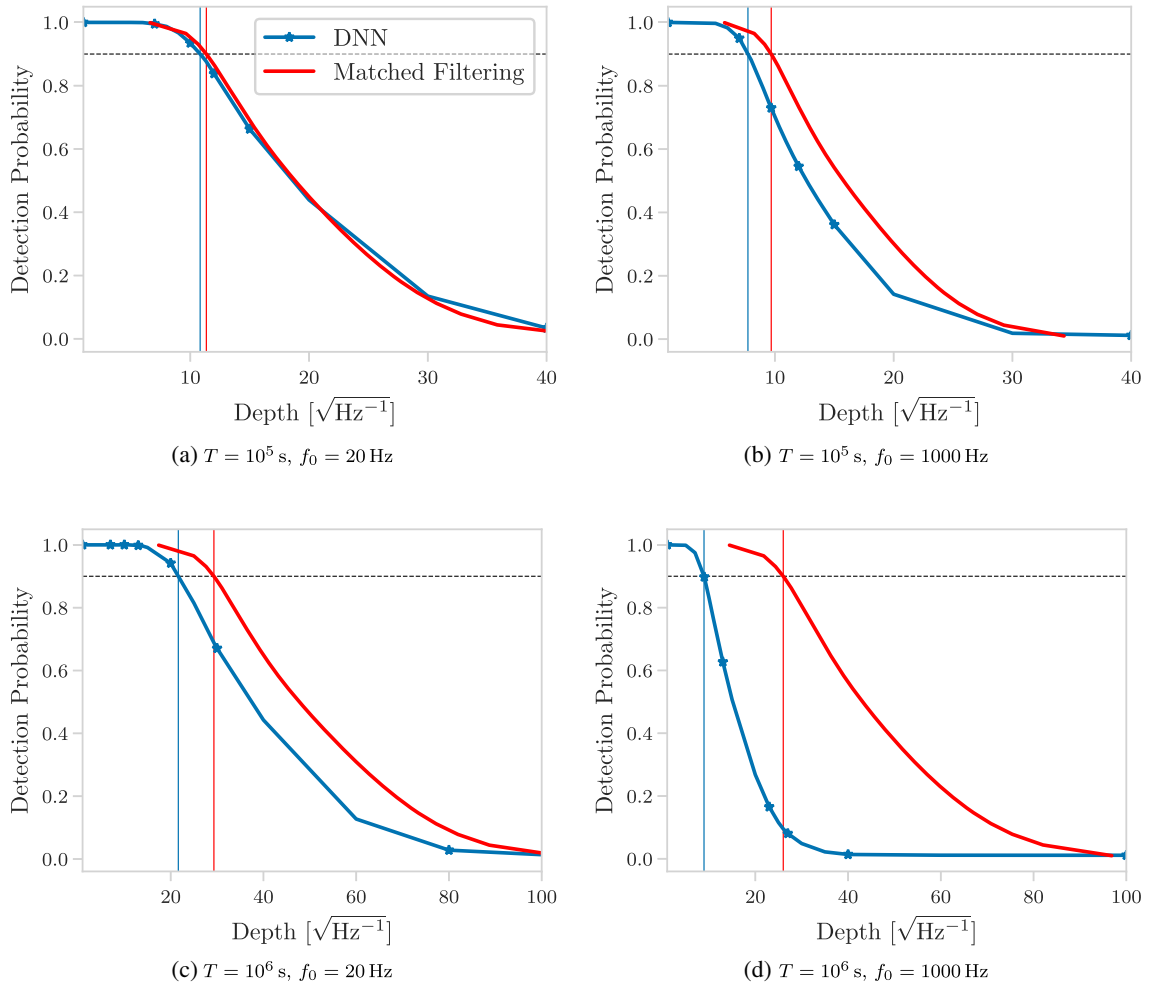 DNN
Matched Filtering
Detection Probability
1.0
0.8
0.6
0.4
0.2
0.0
10 20 30 40
Depth [√Hz⁻¹]
(a) T = 10⁵ s, f₀ = 20 Hz
Detection Probability
1.0
0.8
0.6
0.4
0.2
0.0
10 20 30 40
Depth [√Hz⁻¹]
(b) T = 10⁵ s, f₀ = 1000 Hz
Detection Probability
1.0
0.8
0.6
0.4
0.2
0.0
20 40 60 80 100
Depth [√Hz⁻¹]
(c) T = 10⁶ s, f₀ = 20 Hz
Detection Probability
1.0
0.8
0.6
0.4
0.2
0.0
20 40 60 80 100
Depth [√Hz⁻¹]
(d) T = 10⁶ s, f₀ = 1000 Hz